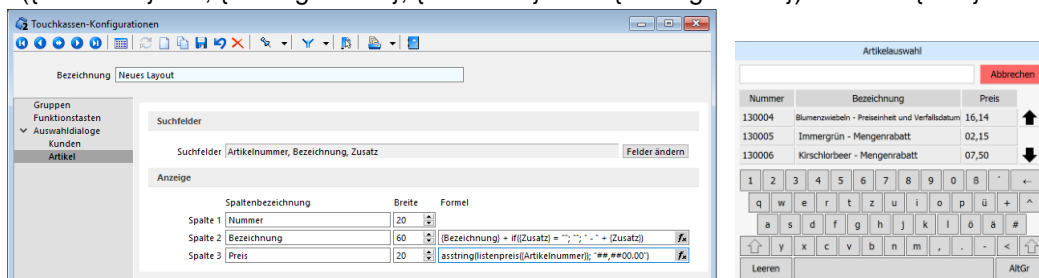 Touchkassen-Konfigurationen
Bezeichnung Neues Layout
Gruppen
Funktionstasten
Auswahldialoge
Kunden
Artikel
Suchfelder
Suchfelder Artikelnummer, Bezeichnung, Zusatz Felder ändern
Anzeige
Spaltenbezeichnung Breite Formel
Spalte 1 Nummer 20
Spalte 2 Bezeichnung 60 {Bezeichnung} + if({Zusatz} = ""; ""; " - " + {Zusatz}) fx
Spalte 3 Preis 20 asstring(listenpreis({Artikelnummer}); "##,##00.00") fx
Artikelauswahl
Abbrechen
Nummer Bezeichnung Preis
130004 Blumenzwiebeln - Preiseinheit und Verfallsdatum 16,14
130005 Immergrün - Mengenrabatt 02,15
130006 Kirschlorbeer - Mengenrabatt 07,50
1 2 3 4 5 6 7 8 9 0 ß ´ ←
q w e r t z u i o p ü + ^
a s d f g h j k l ö ä #
⇧ y x c v b n m , . - < ⇧
Leeren AltGr